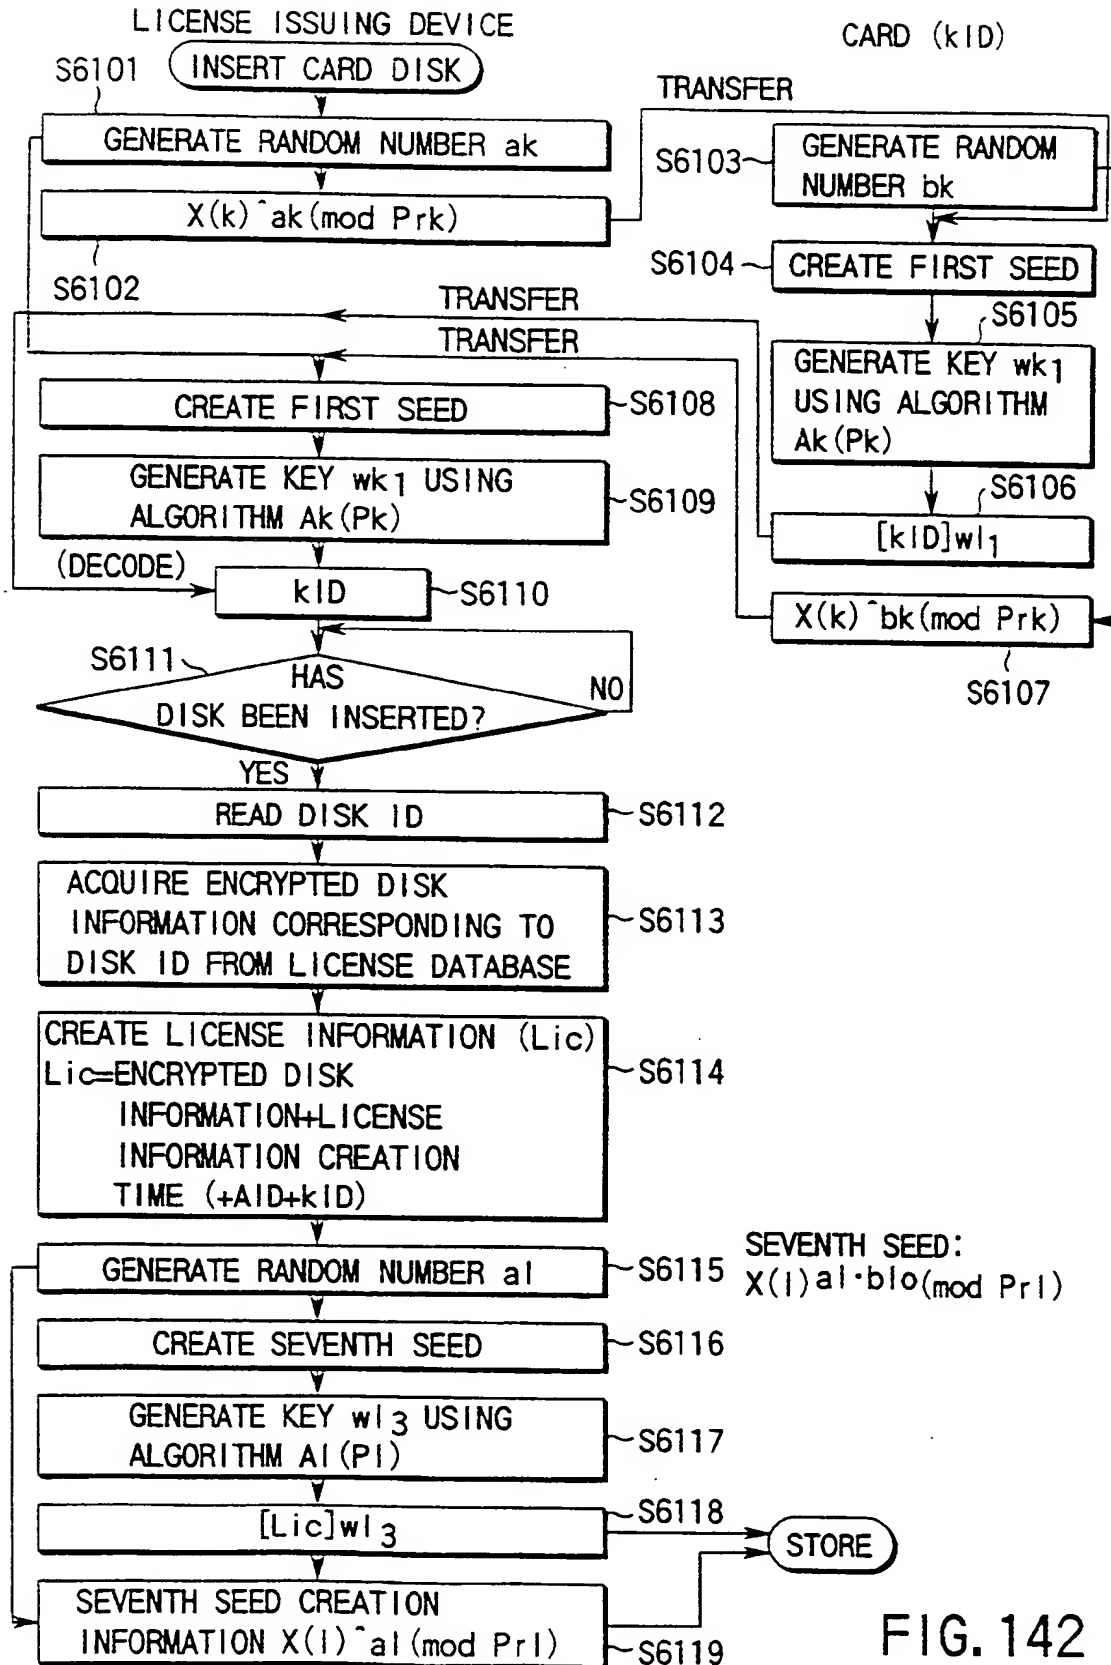 LICENSE ISSUING DEVICE
CARD (kID)
INSERT CARD DISK
S6101
GENERATE RANDOM NUMBER ak
TRANSFER
S6103
GENERATE RANDOM
NUMBER bk
X(k)^ak(mod Prk)
S6102
S6104
CREATE FIRST SEED
S6105
GENERATE KEY wk1
USING ALGORITHM
Ak(Pk)
S6106
[kID]wl1
X(k)^bk(mod Prk)
S6107
TRANSFER
TRANSFER
CREATE FIRST SEED
S6108
GENERATE KEY wk1 USING
ALGORITHM Ak(Pk)
S6109
(DECODE)
kID
S6110
S6111
HAS
DISK BEEN INSERTED?
NO
YES
READ DISK ID
S6112
ACQUIRE ENCRYPTED DISK
INFORMATION CORRESPONDING TO
DISK ID FROM LICENSE DATABASE
S6113
CREATE LICENSE INFORMATION (Lic)
Lic=ENCRYPTED DISK
INFORMATION+LICENSE
INFORMATION CREATION
TIME (+AID+kID)
S6114
GENERATE RANDOM NUMBER al
S6115
SEVENTH SEED:
X(l)al·blo(mod Prl)
CREATE SEVENTH SEED
S6116
GENERATE KEY wl3 USING
ALGORITHM Al(Pl)
S6117
[Lic]wl3
S6118
STORE
SEVENTH SEED CREATION
INFORMATION X(l)^al(mod Prl)
S6119
FIG. 142